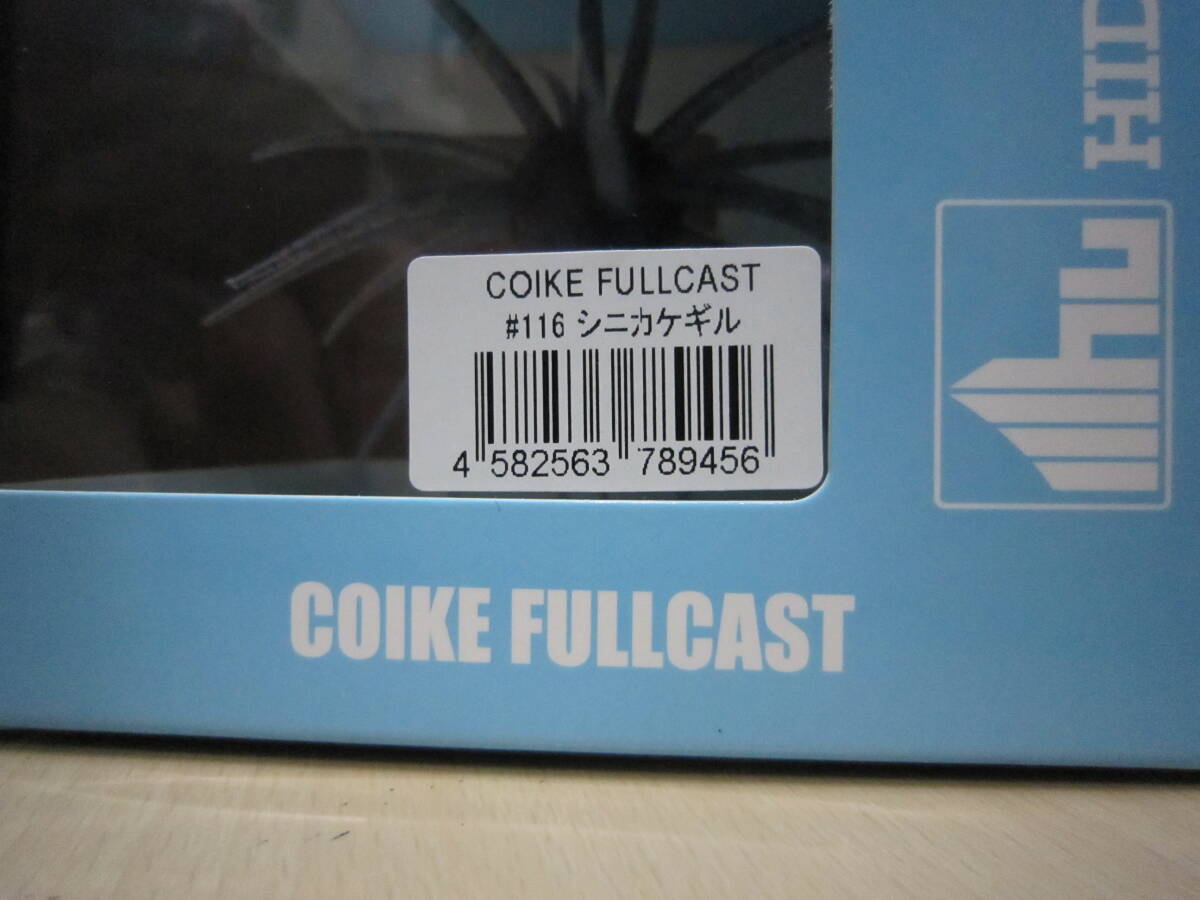 COIKE FULLCAST
#116 シニカケギル
4 582563 789456
COIKE FULLCAST